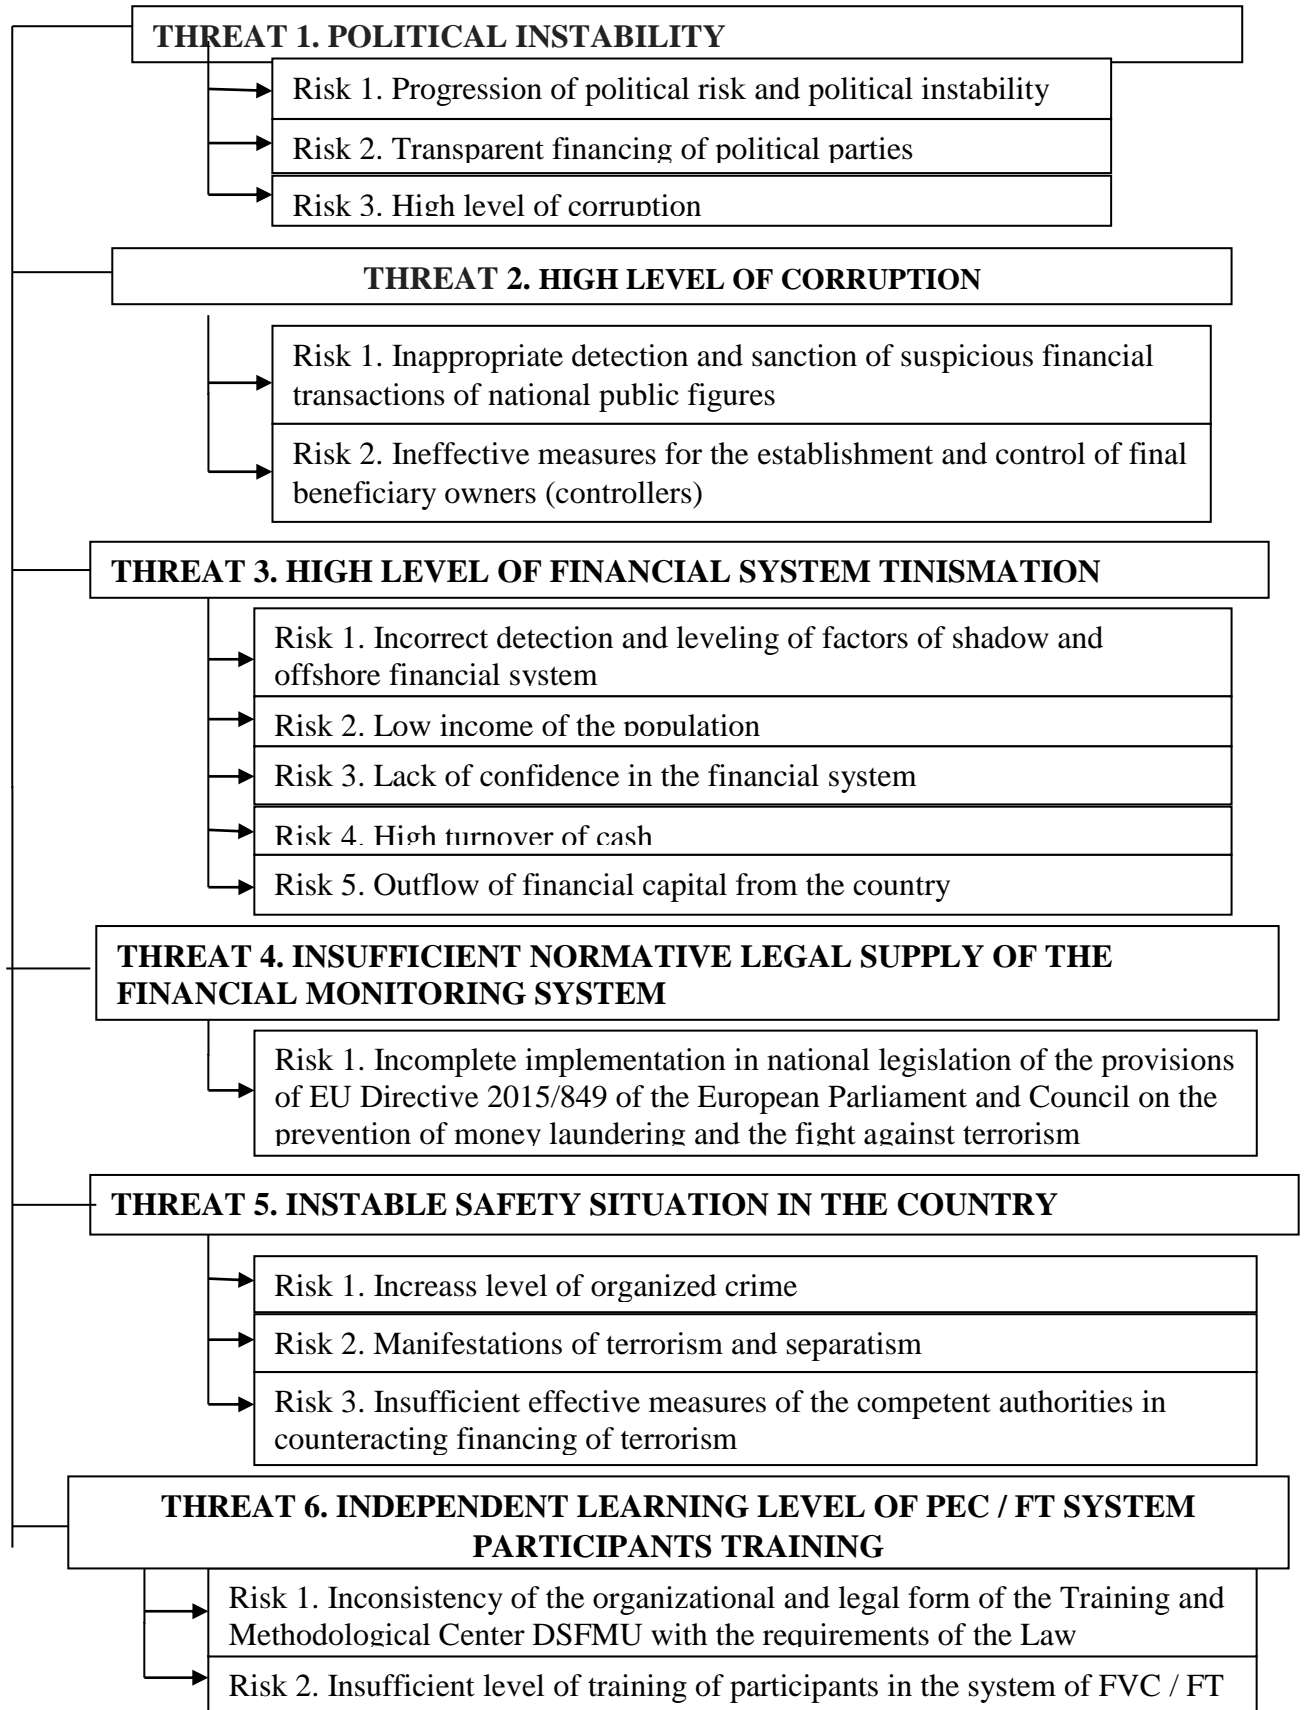 THREAT 1. POLITICAL INSTABILITY
Risk 1. Progression of political risk and political instability
Risk 2. Transparent financing of political parties
Risk 3. High level of corruption
THREAT 2. HIGH LEVEL OF CORRUPTION
Risk 1. Inappropriate detection and sanction of suspicious financial
transactions of national public figures
Risk 2. Ineffective measures for the establishment and control of final
beneficiary owners (controllers)
THREAT 3. HIGH LEVEL OF FINANCIAL SYSTEM TINISMATION
Risk 1. Incorrect detection and leveling of factors of shadow and
offshore financial system
Risk 2. Low income of the population
Risk 3. Lack of confidence in the financial system
Risk 4. High turnover of cash
Risk 5. Outflow of financial capital from the country
THREAT 4. INSUFFICIENT NORMATIVE LEGAL SUPPLY OF THE
FINANCIAL MONITORING SYSTEM
Risk 1. Incomplete implementation in national legislation of the provisions
of EU Directive 2015/849 of the European Parliament and Council on the
prevention of money laundering and the fight against terrorism
THREAT 5. INSTABLE SAFETY SITUATION IN THE COUNTRY
Risk 1. Increass level of organized crime
Risk 2. Manifestations of terrorism and separatism
Risk 3. Insufficient effective measures of the competent authorities in
counteracting financing of terrorism
THREAT 6. INDEPENDENT LEARNING LEVEL OF PEC / FT SYSTEM
PARTICIPANTS TRAINING
Risk 1. Inconsistency of the organizational and legal form of the Training and
Methodological Center DSFMU with the requirements of the Law
Risk 2. Insufficient level of training of participants in the system of FVC / FT